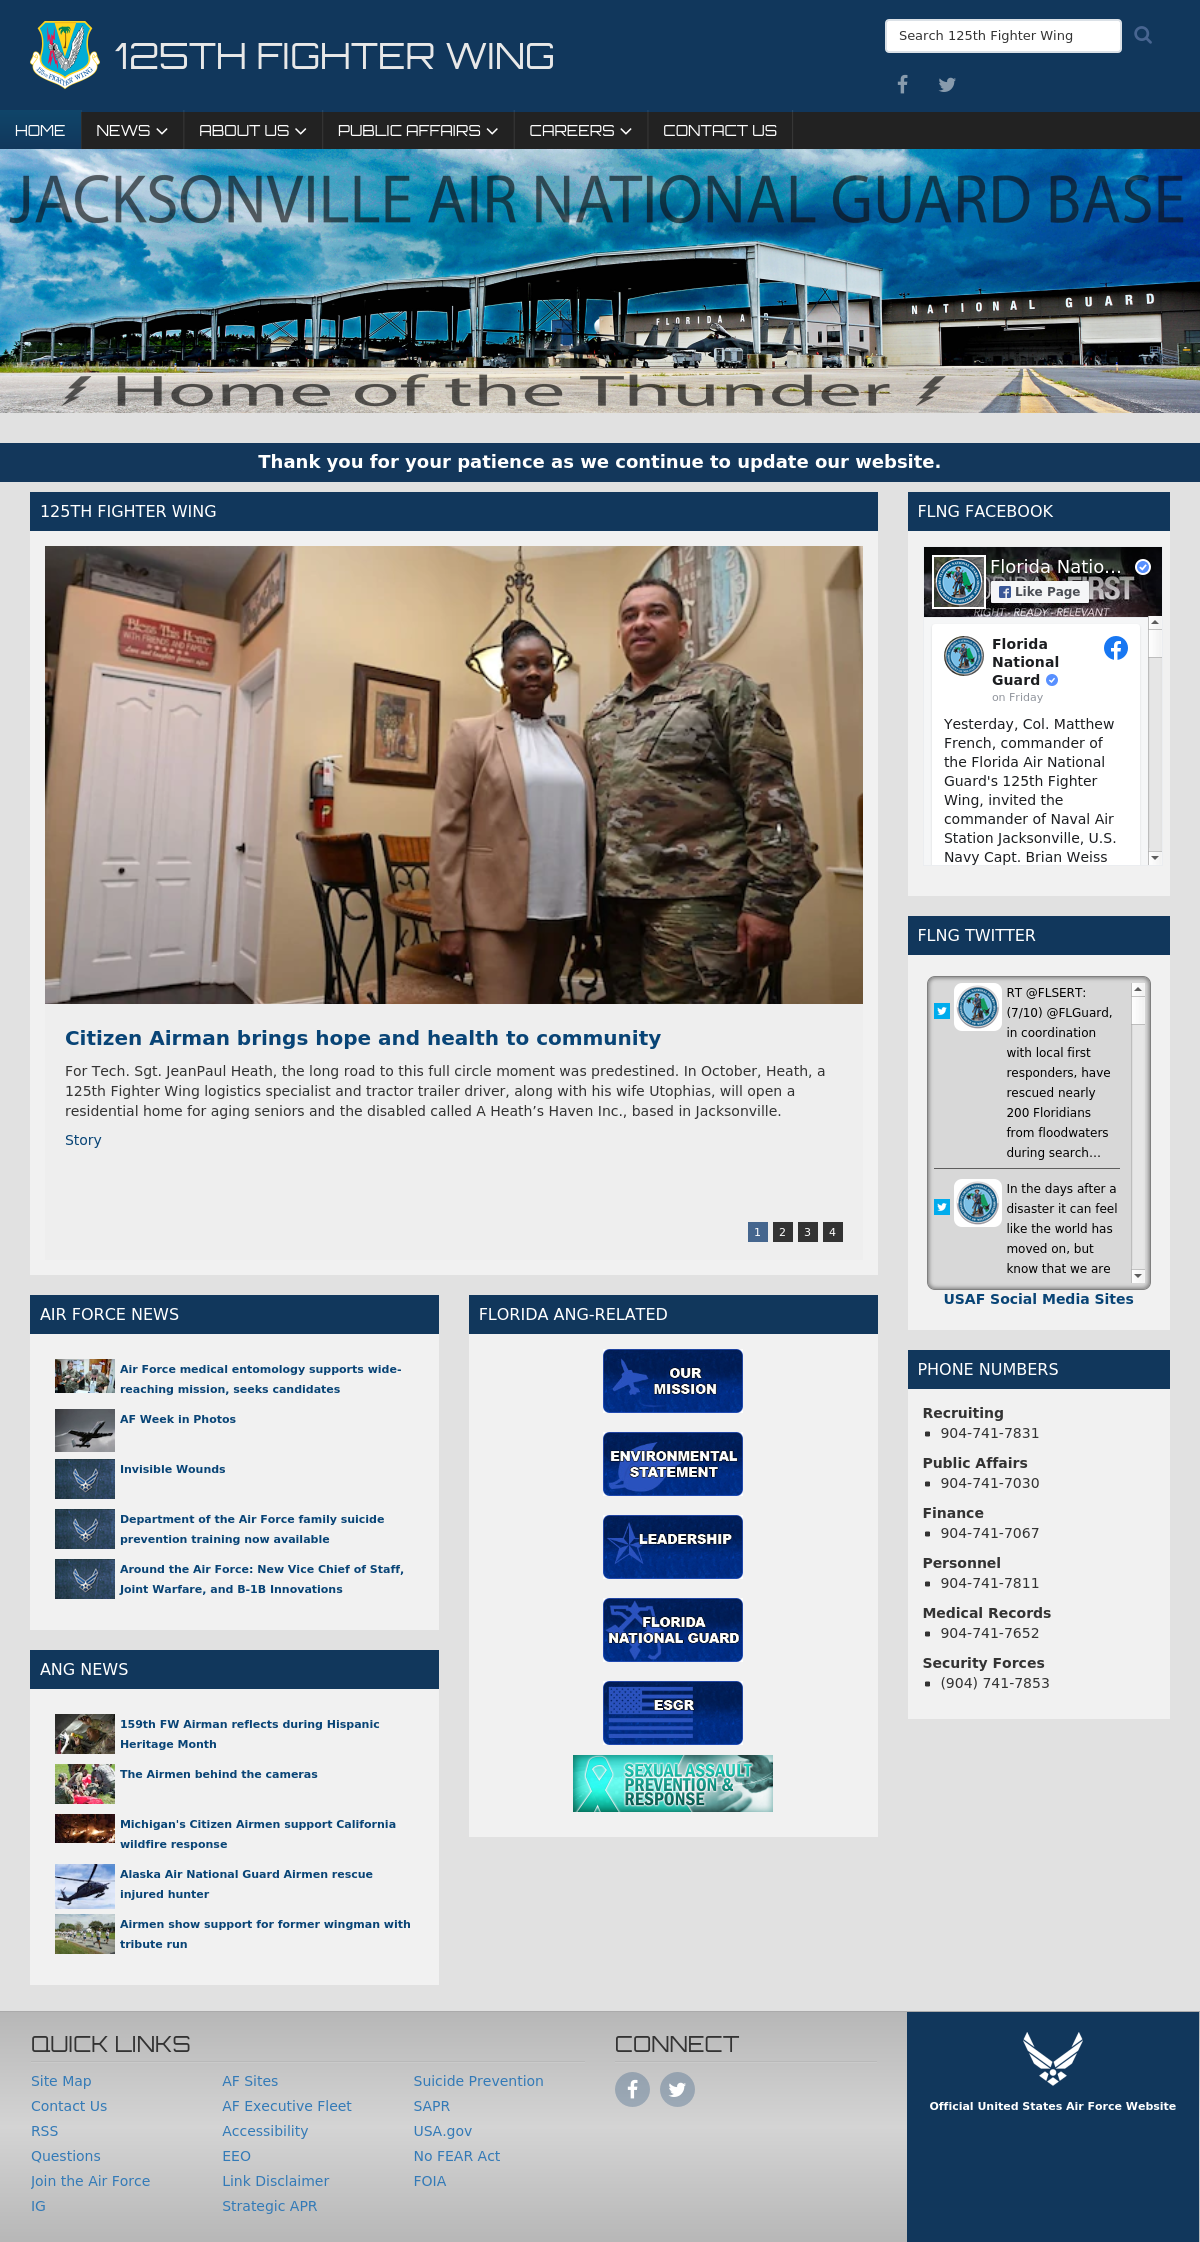 125TH FIGHTER WING
Search 125th Fighter Wing
125TH FIGHTER WING
HOME
NEWS
ABOUT US
PUBLIC AFFAIRS
CAREERS
CONTACT US
JACKSONVILLE AIR NATIONAL GUARD BASE
NATIONAL GUARD
Home of the Thunder
Thank you for your patience as we continue to update our website.
125TH FIGHTER WING
Bless This Home
WITH FRIENDS AND FAMILY
Citizen Airman brings hope and health to community
For Tech. Sgt. JeanPaul Heath, the long road to this full circle moment was predestined. In October, Heath, a
125th Fighter Wing logistics specialist and tractor trailer driver, along with his wife Utophias, will open a
residential home for aging seniors and the disabled called A Heath’s Haven Inc., based in Jacksonville.
Story
1
2
3
4
FLNG FACEBOOK
Florida Natio...
Like Page
RIGHT - READY - RELEVANT
Florida
National
Guard
on Friday
Yesterday, Col. Matthew
French, commander of
the Florida Air National
Guard's 125th Fighter
Wing, invited the
commander of Naval Air
Station Jacksonville, U.S.
Navy Capt. Brian Weiss
FLNG TWITTER
RT @FLSERT:
(7/10) @FLGuard,
in coordination
with local first
responders, have
rescued nearly
200 Floridians
from floodwaters
during search…
In the days after a
disaster it can feel
like the world has
moved on, but
know that we are
USAF Social Media Sites
AIR FORCE NEWS
Air Force medical entomology supports wide-
reaching mission, seeks candidates
AF Week in Photos
Invisible Wounds
Department of the Air Force family suicide
prevention training now available
Around the Air Force: New Vice Chief of Staff,
Joint Warfare, and B-1B Innovations
ANG NEWS
159th FW Airman reflects during Hispanic
Heritage Month
The Airmen behind the cameras
Michigan's Citizen Airmen support California
wildfire response
Alaska Air National Guard Airmen rescue
injured hunter
Airmen show support for former wingman with
tribute run
FLORIDA ANG-RELATED
OUR
MISSION
ENVIRONMENTAL
STATEMENT
LEADERSHIP
FLORIDA
NATIONAL GUARD
ESGR
SEXUAL ASSAULT
PREVENTION &
RESPONSE
PHONE NUMBERS
Recruiting
904-741-7831
Public Affairs
904-741-7030
Finance
904-741-7067
Personnel
904-741-7811
Medical Records
904-741-7652
Security Forces
(904) 741-7853
QUICK LINKS
Site Map
Contact Us
RSS
Questions
Join the Air Force
IG
AF Sites
AF Executive Fleet
Accessibility
EEO
Link Disclaimer
Strategic APR
Suicide Prevention
SAPR
USA.gov
No FEAR Act
FOIA
CONNECT
Official United States Air Force Website